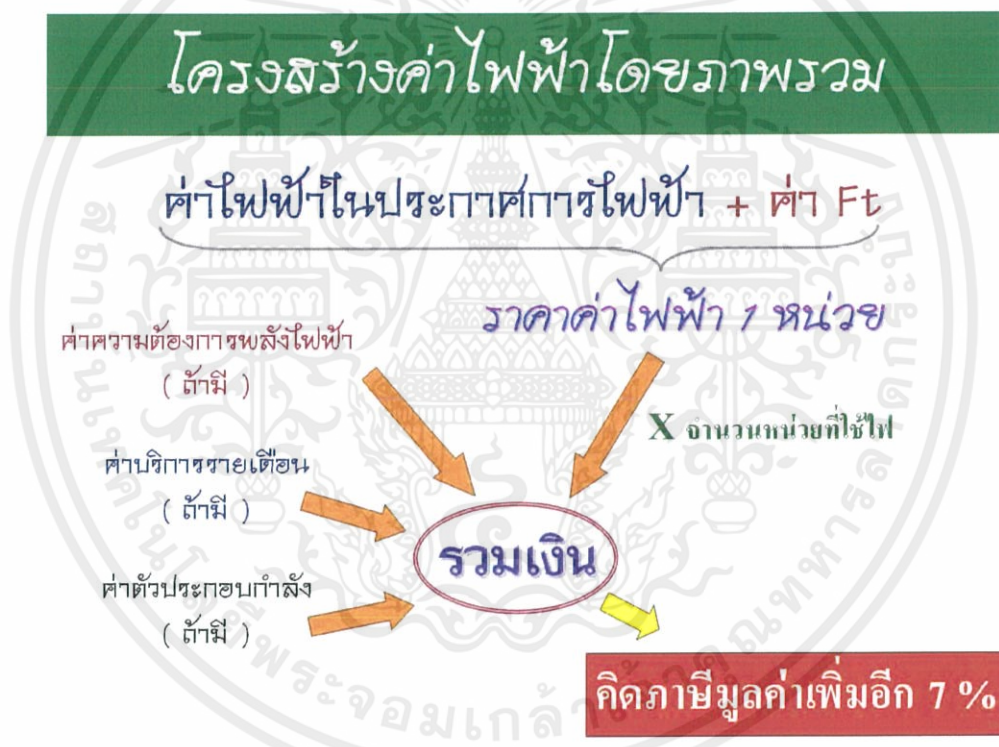 โครงสร้างค่าไฟฟ้าโดยภาพรวม
ค่าไฟฟ้าในประกาศการไฟฟ้า + ค่า Ft
ราคาค่าไฟฟ้า 1 หน่วย
ค่าความต้องการพลังไฟฟ้า
( ถ้ามี )
X จำนวนหน่วยที่ใช้ไฟ
ค่าบริการรายเดือน
( ถ้ามี )
รวมเงิน
ค่าตัวประกอบกำลัง
( ถ้ามี )
คิดภาษีมูลค่าเพิ่มอีก 7 %